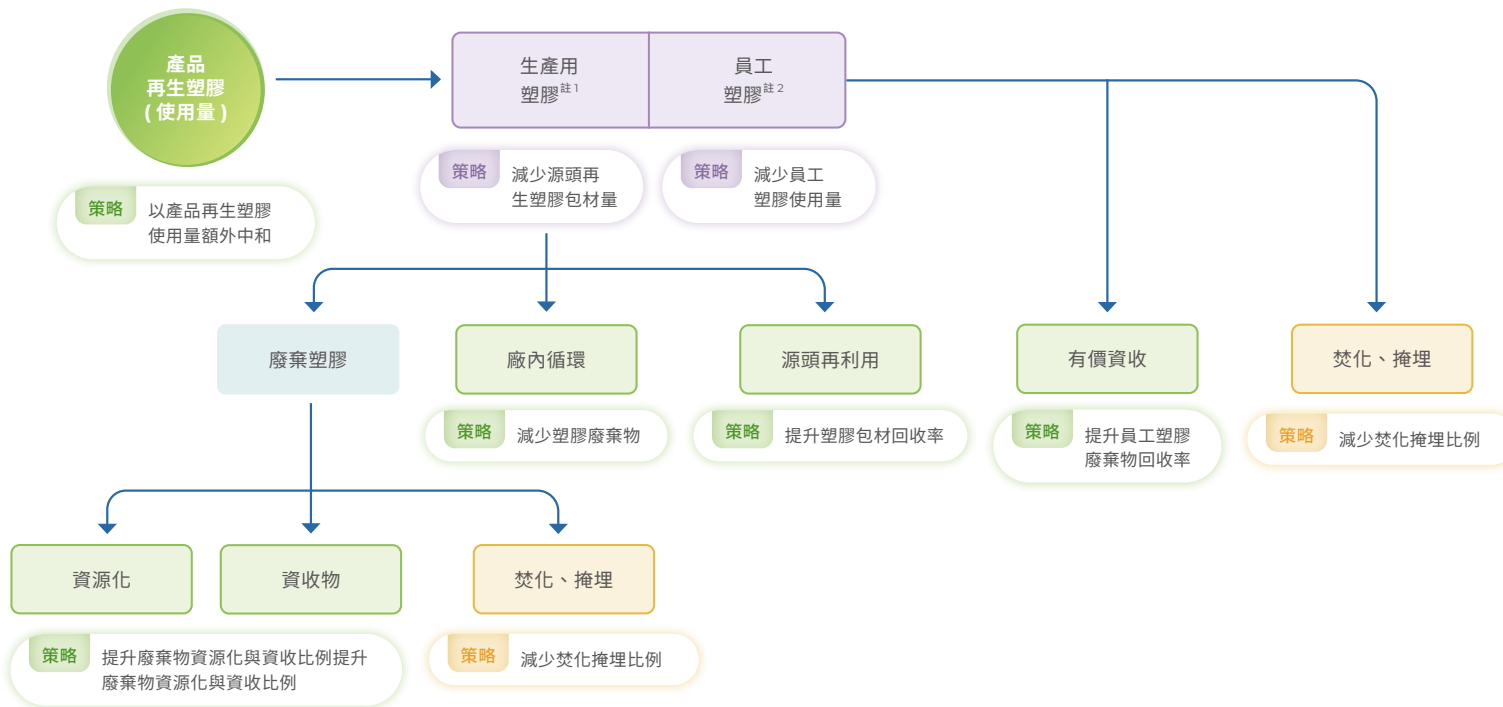 產品
再生塑膠
( 使用量 )
策略
以產品再生塑膠
使用量額外中和
生產用
塑膠註1
員工
塑膠註2
策略
減少源頭再
生塑膠包材量
策略
減少員工
塑膠使用量
廢棄塑膠
廠內循環
源頭再利用
有價資收
焚化、掩埋
策略
減少塑膠廢棄物
策略
提升塑膠包材回收率
策略
提升員工塑膠
廢棄物回收率
策略
減少焚化掩埋比例
資源化
資收物
焚化、掩埋
策略
提升廢棄物資源化與資收比例提升
廢棄物資源化與資收比例
策略
減少焚化掩埋比例